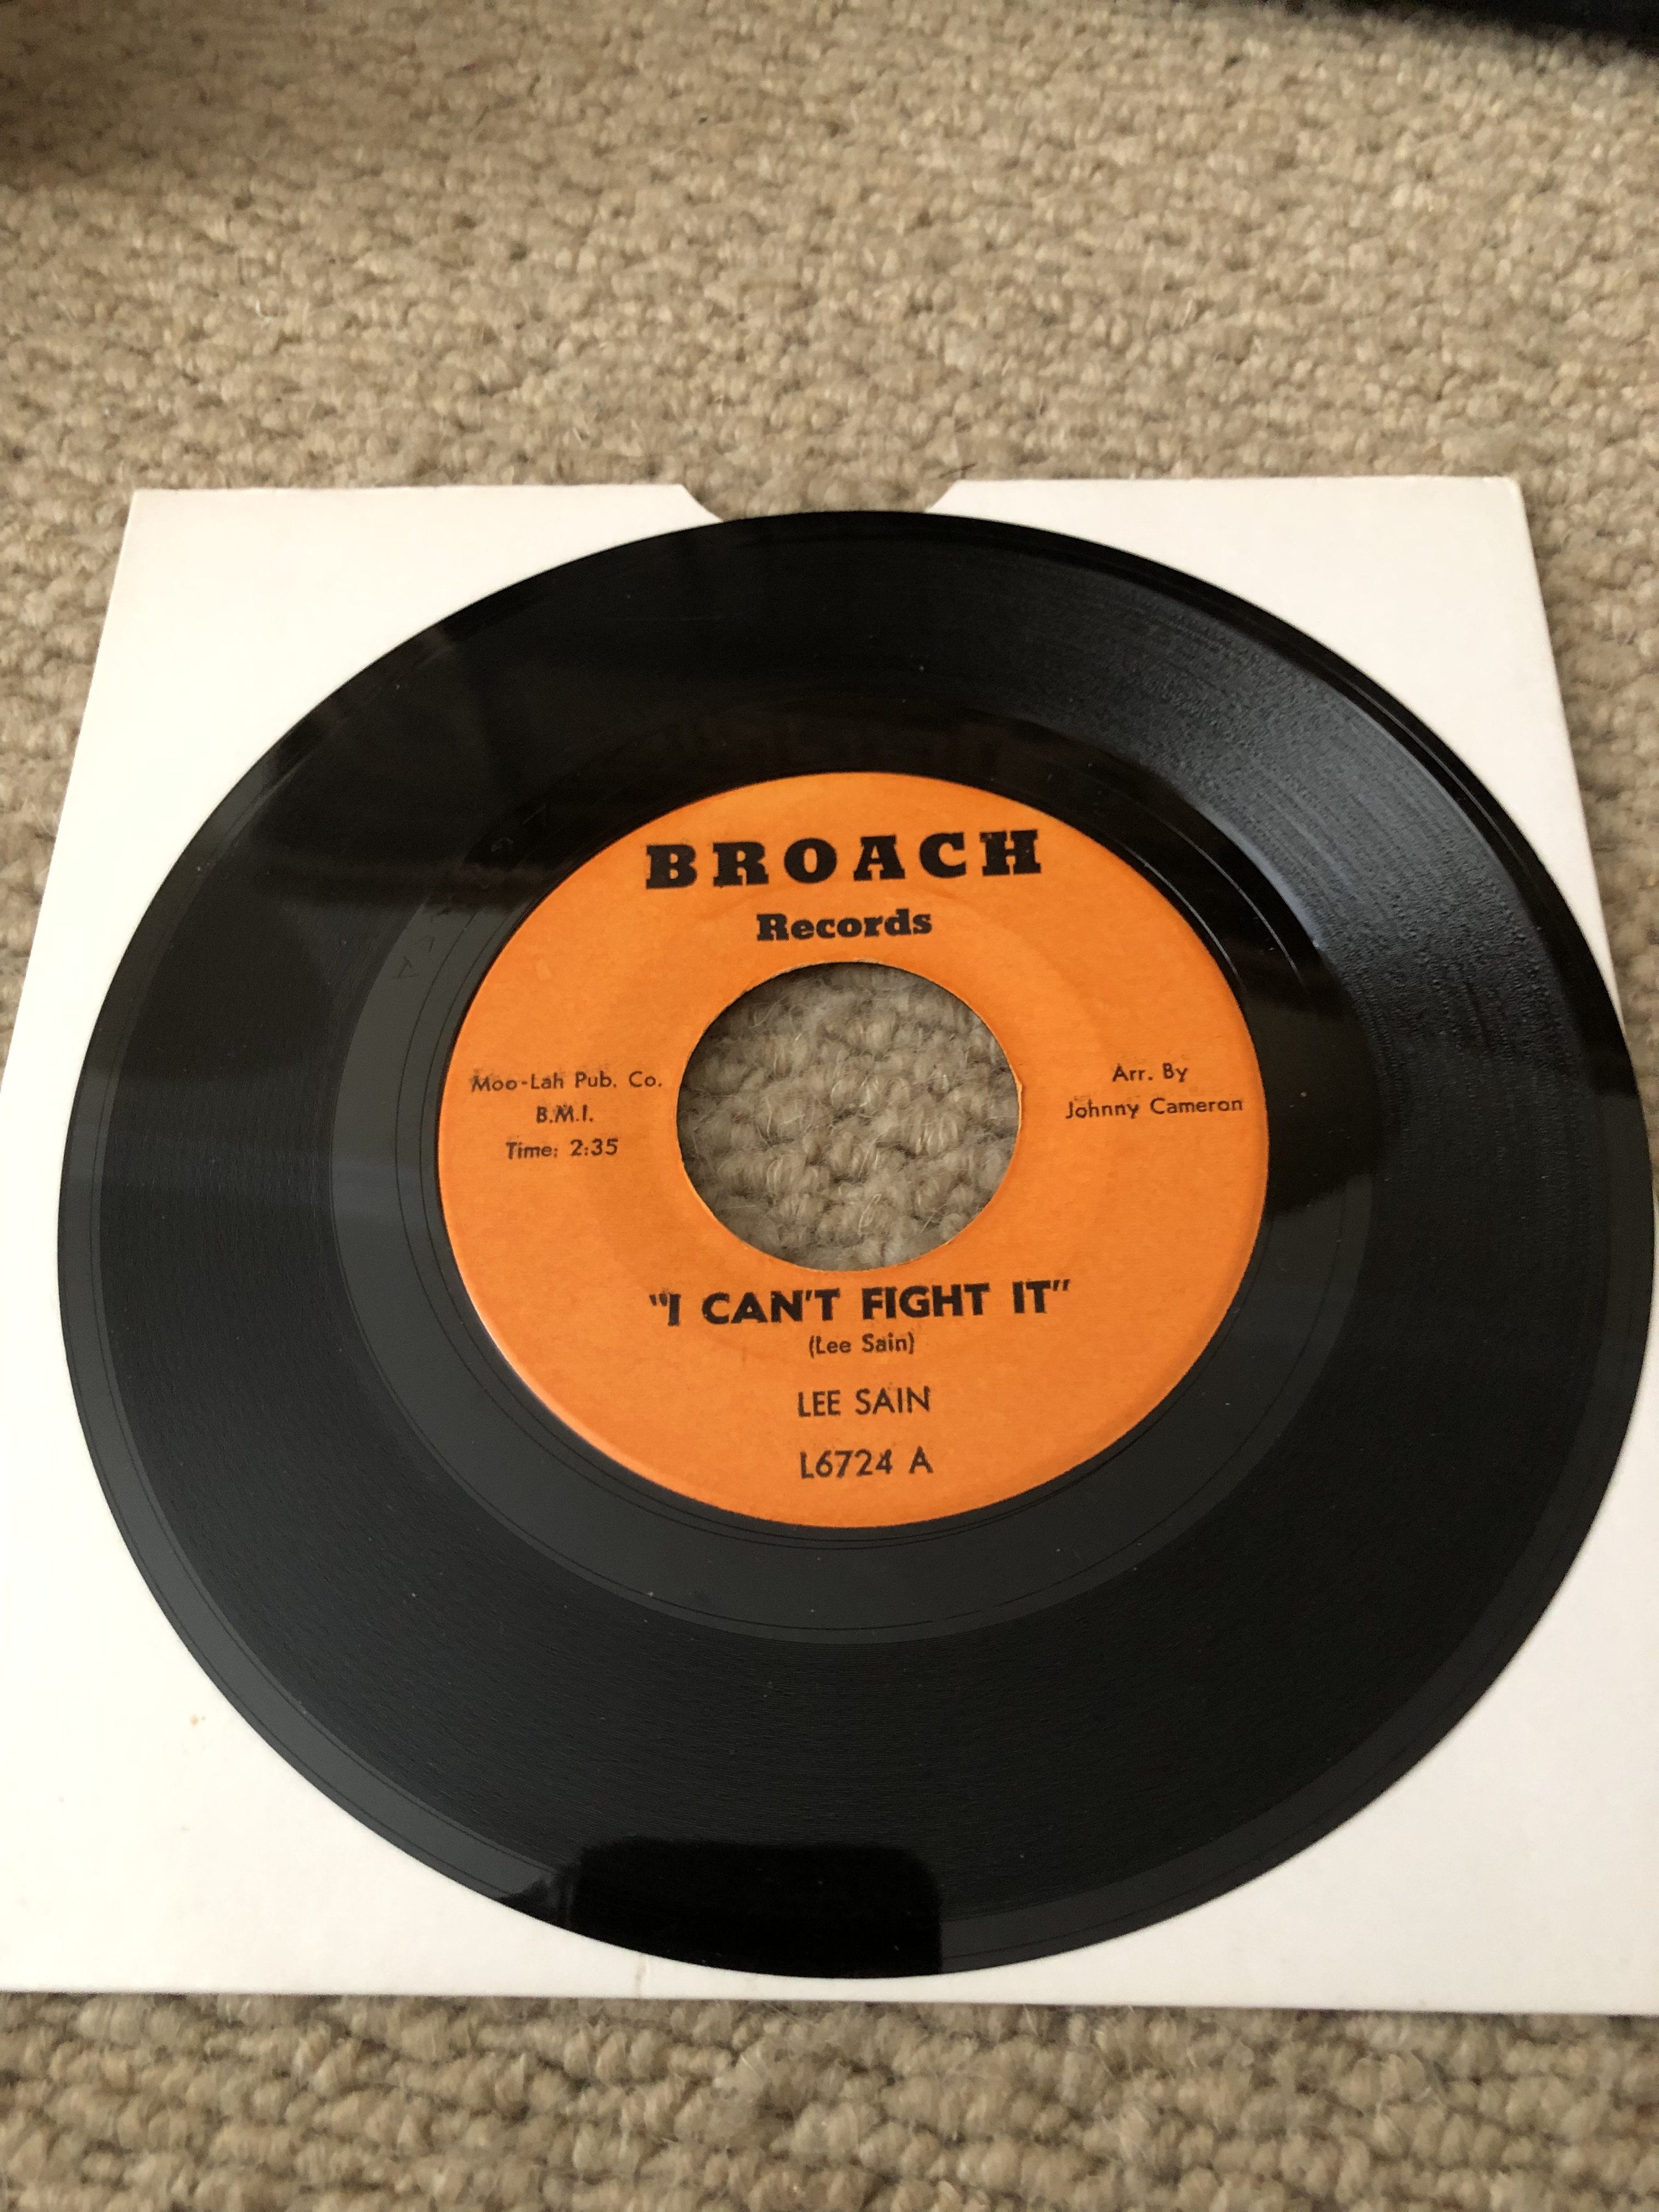 BROACH
Records
Moo-Lah Pub. Co.
B.M.I.
Time: 2:35
Arr. By
Johnny Cameron
"I CAN'T FIGHT IT"
(Lee Sain)
LEE SAIN
L6724 A